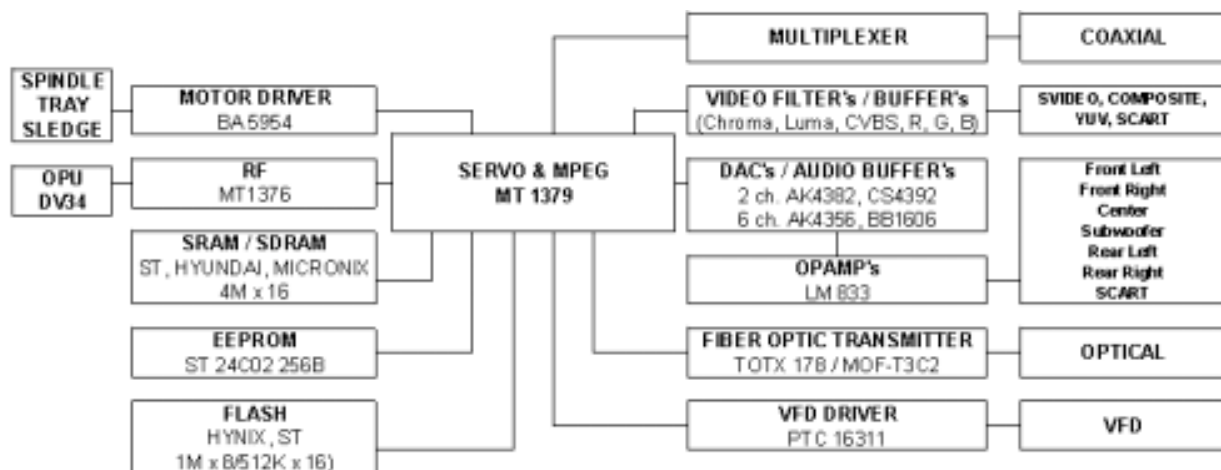 SPINDLE
TRAY
SLEDGE
OPU
DV34
MOTOR DRIVER
BA 5954
RF
MT1376
SRAM / SDRAM
ST, HYUNDAI, MICRONIX
4M x 16
EEPROM
ST 24C02 256B
FLASH
HYNIX, ST
1M x 8/512K x 16)
SERVO & MPEG
MT 1379
MULTIPLEXER
VIDEO FILTER's / BUFFER's
(Chroma, Luma, CVBS, R, G, B)
DAC's / AUDIO BUFFER's
2 ch. AK4382, CS4392
6 ch. AK4356, BB1606
OPAMP's
LM 833
FIBER OPTIC TRANSMITTER
TOTX 178 / MOF-T3C2
VFD DRIVER
PTC 16311
COAXIAL
SVIDEO, COMPOSITE,
YUV, SCART
Front Left
Front Right
Center
Subwoofer
Rear Left
Rear Right
SCART
OPTICAL
VFD